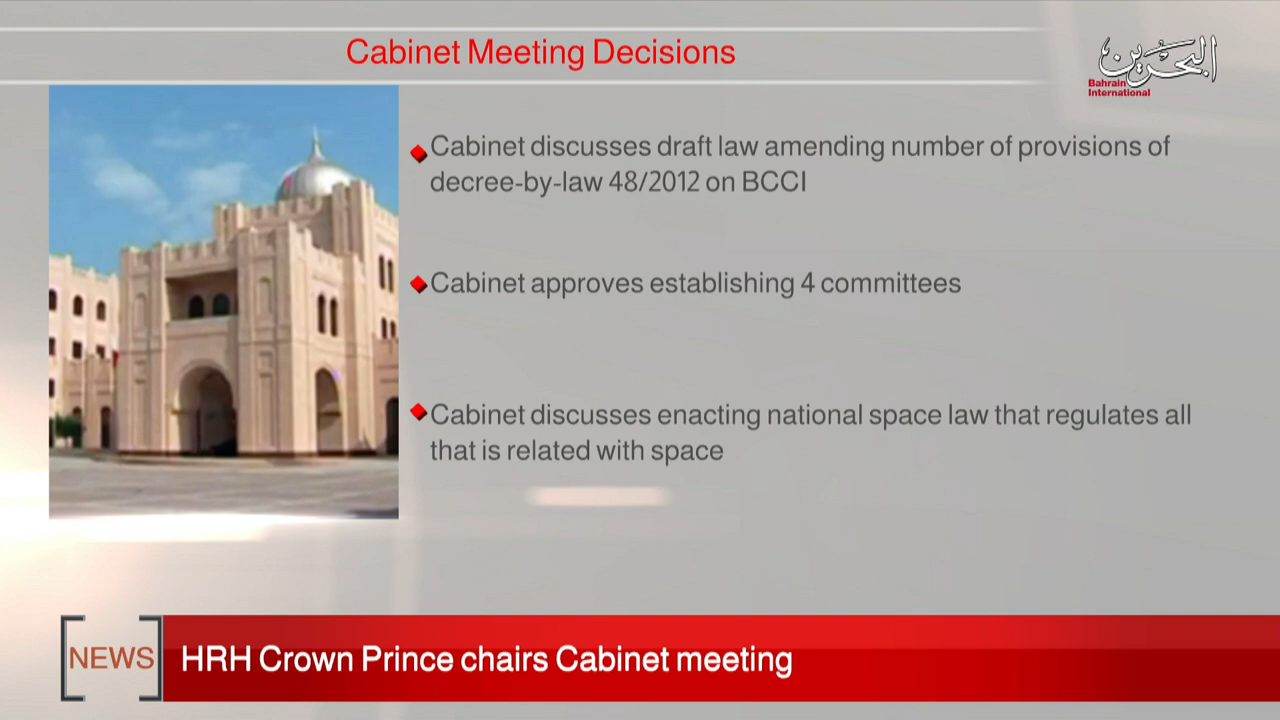 Cabinet Meeting Decisions
البحرين
Bahrain
International
Cabinet discusses draft law amending number of provisions of
decree-by-law 48/2012 on BCCI
Cabinet approves establishing 4 committees
Cabinet discusses enacting national space law that regulates all
that is related with space
NEWS
HRH Crown Prince chairs Cabinet meeting